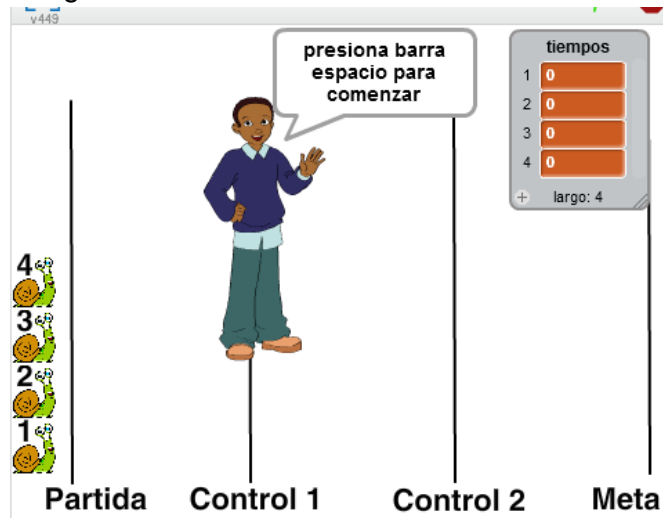 v449
presiona barra
espacio para
comenzar
tiempos
1 0
2 0
3 0
4 0
+ largo: 4
4
3
2
1
Partida Control 1 Control 2 Meta